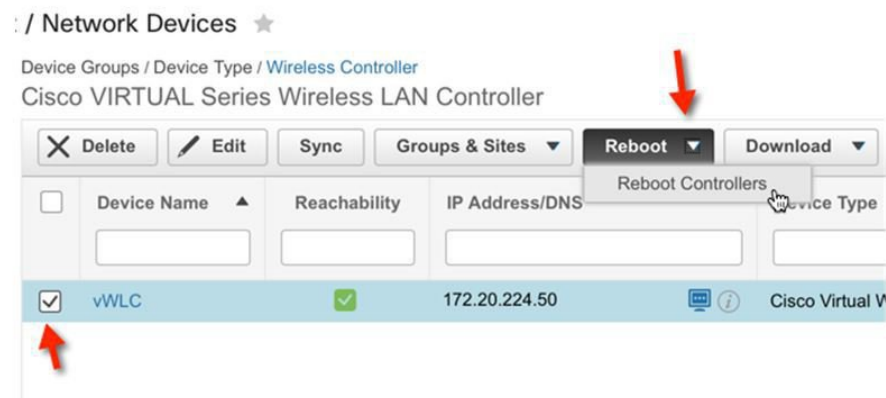 / Network Devices
Device Groups / Device Type / Wireless Controller
Cisco VIRTUAL Series Wireless LAN Controller
Delete Edit Sync Groups & Sites Reboot Download
Reboot Controllers
Device Name Reachability IP Address/DNS Type
vWLC 172.20.224.50 Cisco Virtual